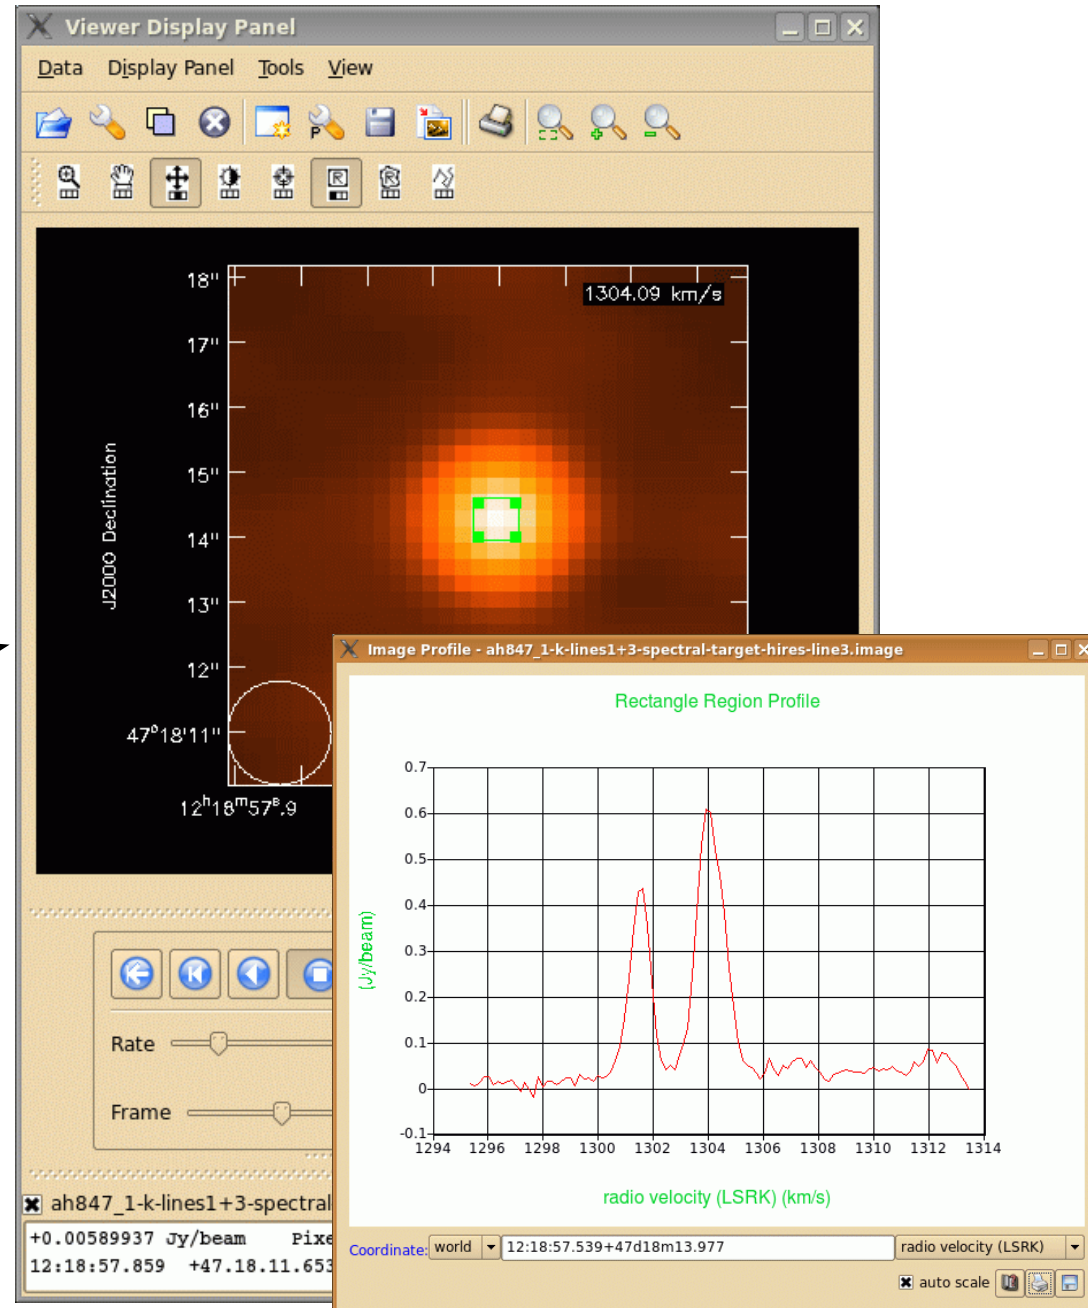 Viewer Display Panel
Data Display Panel Tools View
P
R
R
1304.09 km/s
18"
17"
16"
15"
14"
13"
12"
47°18'11"
J2000 Declination
12h18m57s.9
Rate
Frame
ah847_1-k-lines1+3-spectral
+0.00589937 Jy/beam Pixe
12:18:57.859 +47.18.11.653
Image Profile - ah847_1-k-lines1+3-spectral-target-hires-line3.image
Rectangle Region Profile
0.7
0.6
0.5
0.4
0.3
0.2
0.1
0
-0.1
(Jy/beam)
1294 1296 1298 1300 1302 1304 1306 1308 1310 1312 1314
radio velocity (LSRK) (km/s)
Coordinate: world 12:18:57.539+47d18m13.977 radio velocity (LSRK)
auto scale